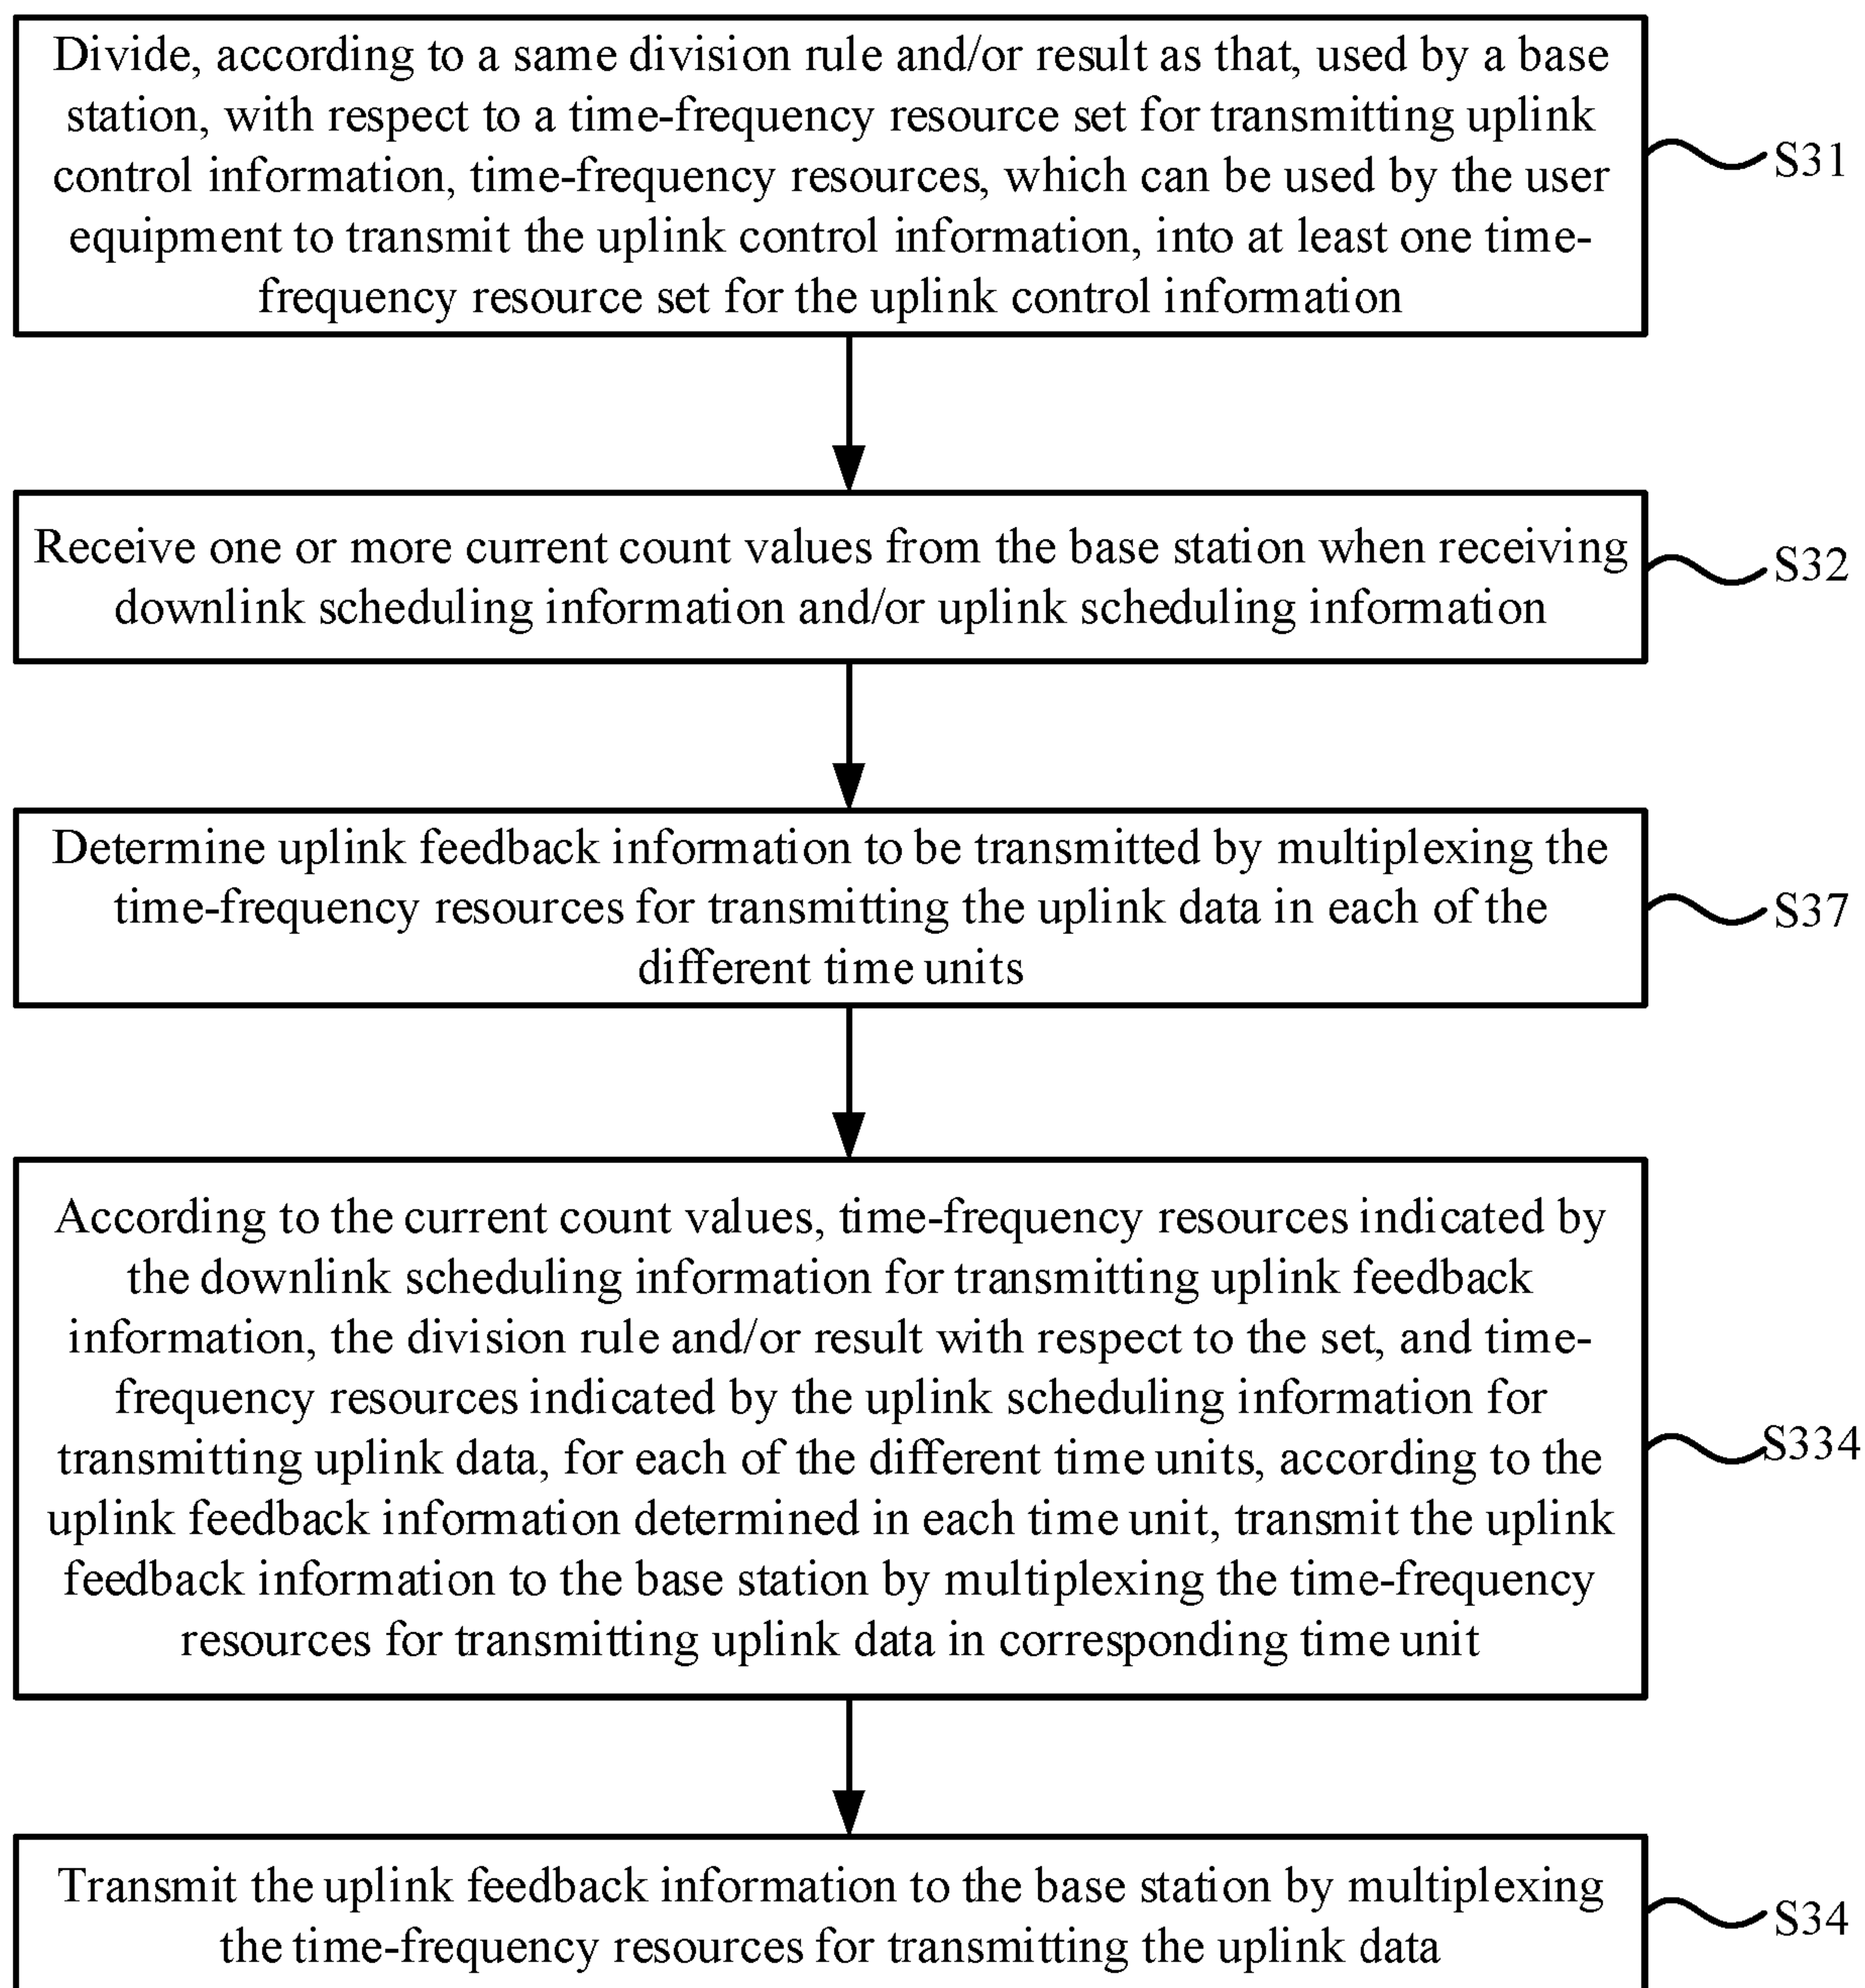 Divide, according to a same division rule and/or result as that, used by a base
station, with respect to a time-frequency resource set for transmitting uplink
control information, time-frequency resources, which can be used by the user
equipment to transmit the uplink control information, into at least one time-
frequency resource set for the uplink control information
S31
Receive one or more current count values from the base station when receiving
downlink scheduling information and/or uplink scheduling information
S32
Determine uplink feedback information to be transmitted by multiplexing the
time-frequency resources for transmitting the uplink data in each of the
different time units
S37
According to the current count values, time-frequency resources indicated by
the downlink scheduling information for transmitting uplink feedback
information, the division rule and/or result with respect to the set, and time-
frequency resources indicated by the uplink scheduling information for
transmitting uplink data, for each of the different time units, according to the
uplink feedback information determined in each time unit, transmit the uplink
feedback information to the base station by multiplexing the time-frequency
resources for transmitting uplink data in corresponding time unit
S334
Transmit the uplink feedback information to the base station by multiplexing
the time-frequency resources for transmitting the uplink data
S34